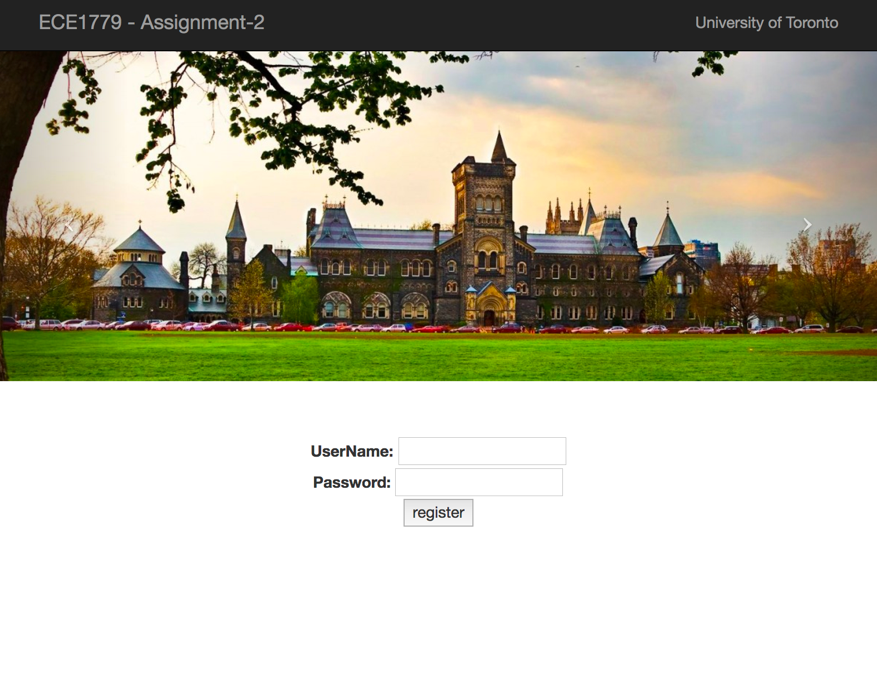 ECE1779 - Assignment-2
University of Toronto
UserName:
Password:
register